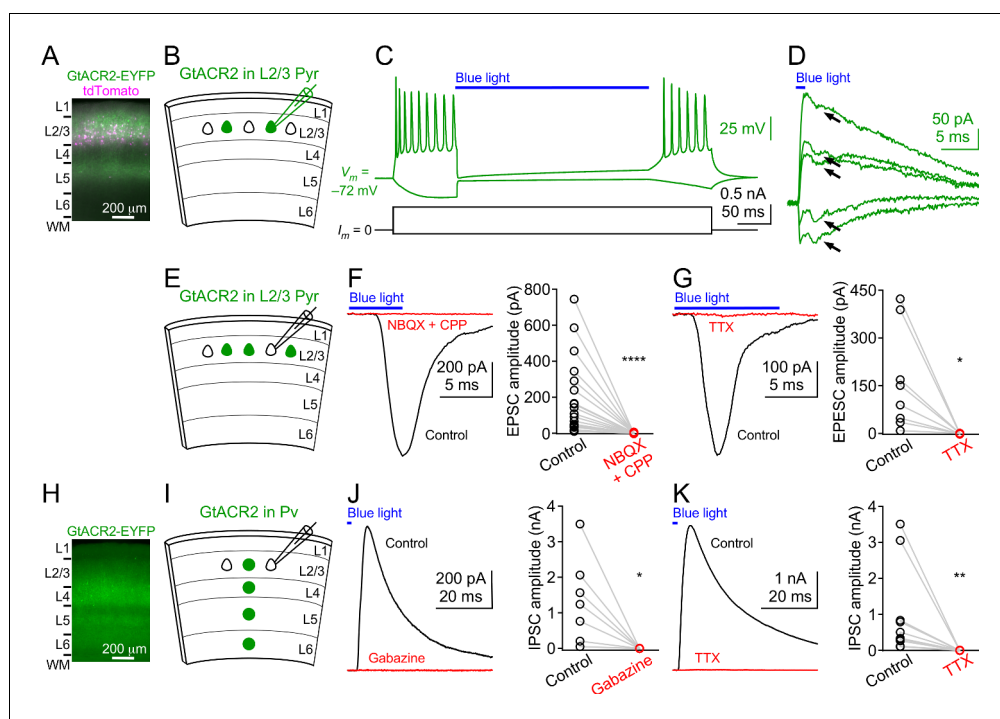 A
GtACR2-EYFP
tdTomato
L1
L2/3
L4
L5
L6
WM
200 μm
B
GtACR2 in L2/3 Pyr
L1
L2/3
L4
L5
L6
C
Blue light
25 mV
Vm =
–72 mV
0.5 nA
50 ms
Im = 0
D
Blue light
50 pA
5 ms
E
GtACR2 in L2/3 Pyr
L1
L2/3
L4
L5
L6
F
Blue light
NBQX + CPP
200 pA
5 ms
Control
EPSC amplitude (pA)
800
600
400
200
0
****
Control
NBQX
+ CPP
G
Blue light
TTX
100 pA
5 ms
Control
EPESC amplitude (pA)
450
300
150
0
*
Control
TTX
H
GtACR2-EYFP
L1
L2/3
L4
L5
L6
WM
200 μm
I
GtACR2 in Pv
L1
L2/3
L4
L5
L6
J
Blue light
Control
200 pA
20 ms
Gabazine
IPSC amplitude (nA)
4
3
2
1
0
*
Control
Gabazine
K
Blue light
Control
1 nA
20 ms
TTX
IPSC amplitude (nA)
4
3
2
1
0
**
Control
TTX